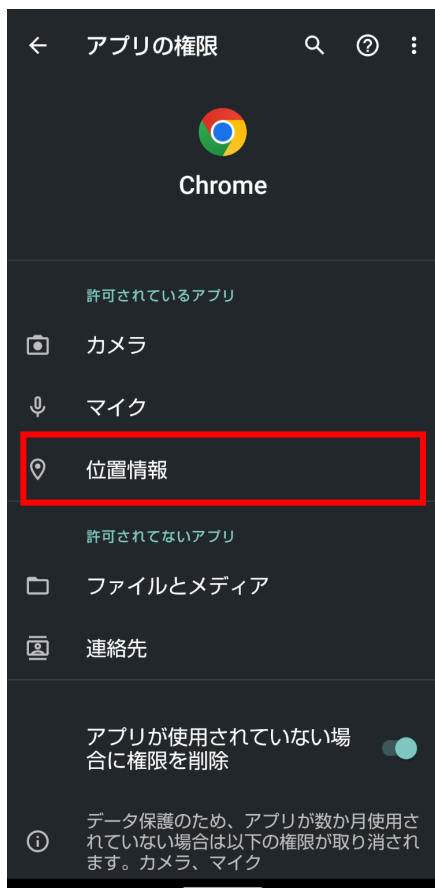 アプリの権限
Chrome
許可されているアプリ
カメラ
マイク
位置情報
許可されてないアプリ
ファイルとメディア
連絡先
アプリが使用されていない場
合に権限を削除
データ保護のため、アプリが数か月使用さ
れていない場合は以下の権限が取り消され
ます。カメラ、マイク